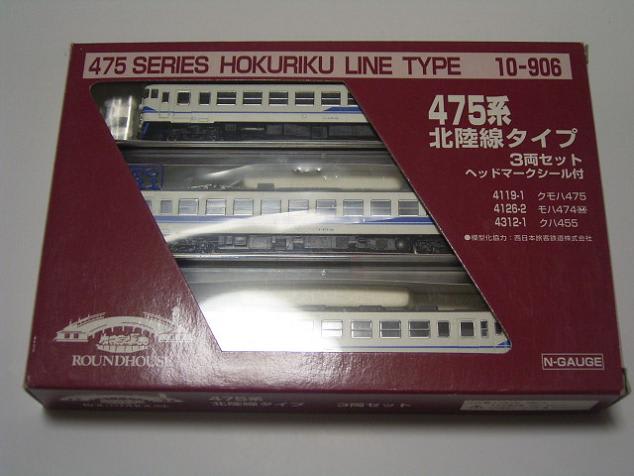 475 SERIES HOKURIKU LINE TYPE 10-906
475系
北陸線タイプ
3両セット
ヘッドマークシール付
4119-1 クモハ475
4126-2 モハ474 M
4312-1 クハ455
●模型化協力：西日本旅客鉄道株式会社
ROUNDHOUSE
N-GAUGE
475系
北陸線タイプ 3両セット